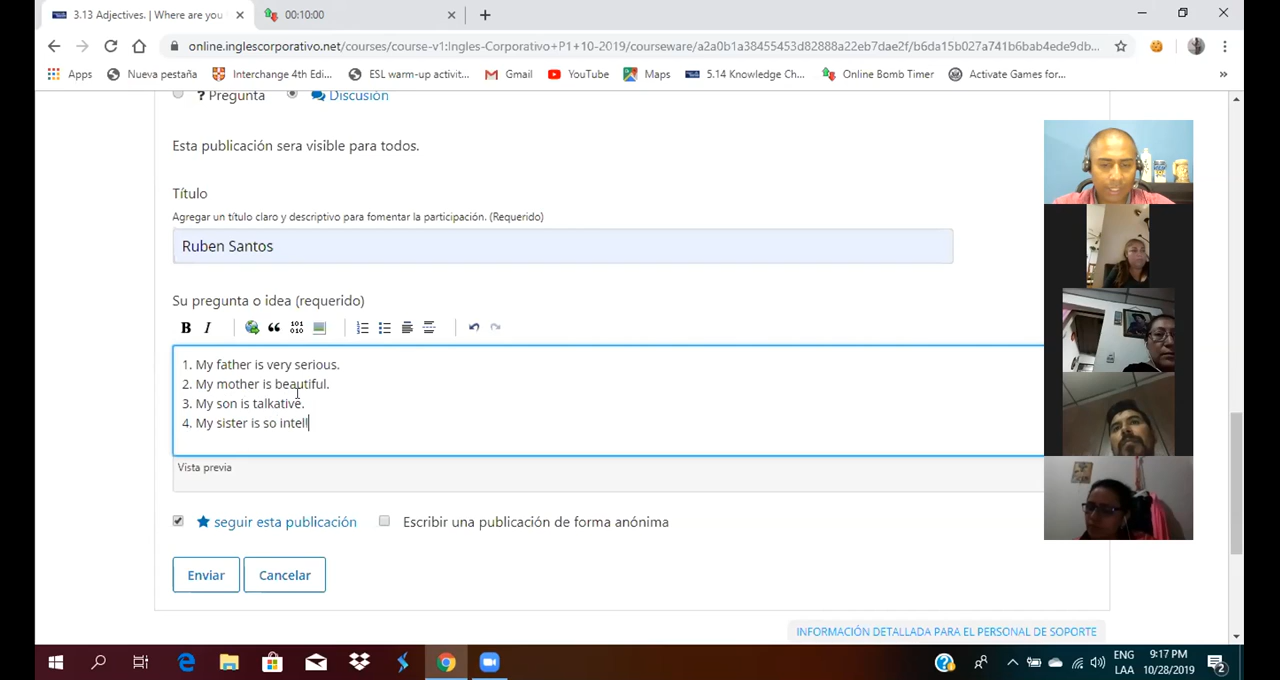 3.13 Adjectives. | Where are you
00:10:00
online.inglescorporativo.net/courses/course-v1:Ingles-Corporativo+P1+10-2019/courseware/a2a0b1a38455453d82888a22eb7dae2f/b6da15b027a741b6bab4ede9db...
Apps Nueva pestaña Interchange 4th Edi... ESL warm-up activit... Gmail YouTube Maps 5.14 Knowledge Ch... Online Bomb Timer Activate Games for... »
? Pregunta Discusión
Esta publicación sera visible para todos.
Título
Agregar un título claro y descriptivo para fomentar la participación. (Requerido)
Ruben Santos
Su pregunta o idea (requerido)
B I 101 010
1. My father is very serious.
2. My mother is beautiful.
3. My son is talkative.
4. My sister is so intell
Vista previa
seguir esta publicación Escribir una publicación de forma anónima
Enviar Cancelar
INFORMACIÓN DETALLADA PARA EL PERSONAL DE SOPORTE
ENG 9:17 PM
LAA 10/28/2019 2